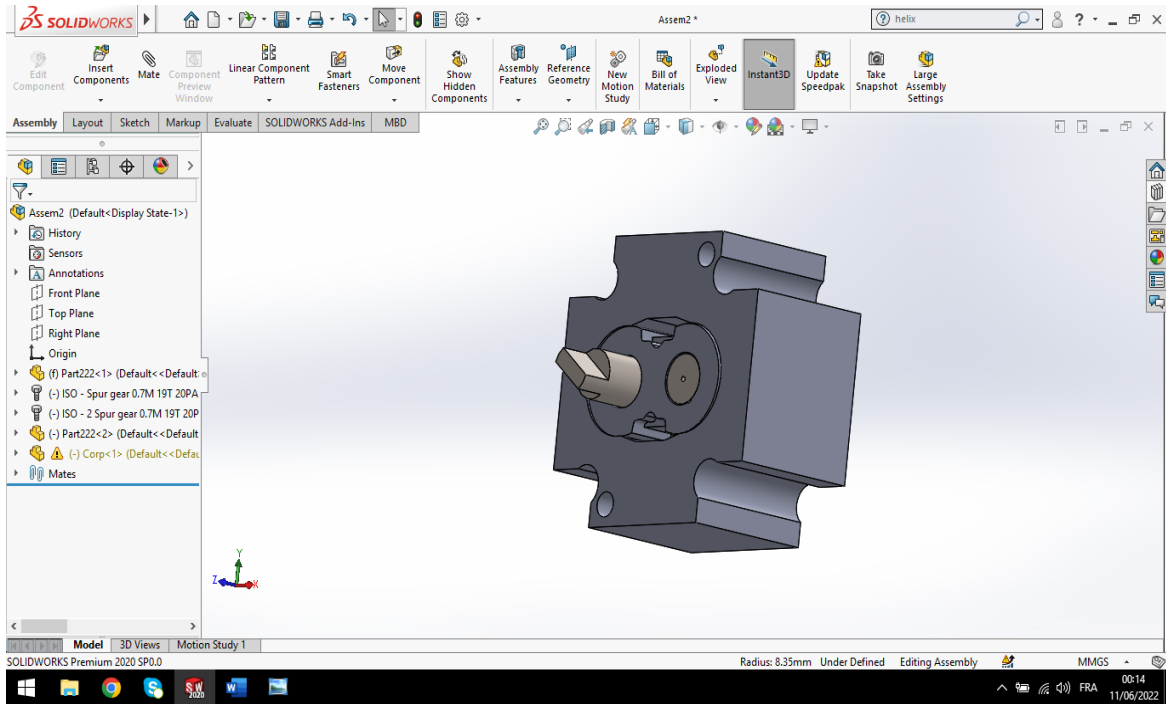 SOLIDWORKS
Assem2 *
helix
Edit Component
Insert Components
Mate
Component Preview Window
Linear Component Pattern
Smart Fasteners
Move Component
Show Hidden Components
Assembly Features
Reference Geometry
New Motion Study
Bill of Materials
Exploded View
Instant3D
Update Speedpak
Take Snapshot
Large Assembly Settings
Assembly Layout Sketch Markup Evaluate SOLIDWORKS Add-Ins MBD
Assem2 (Default<Display State-1>)
History
Sensors
Annotations
Front Plane
Top Plane
Right Plane
Origin
(f) Part222<1> (Default<<Default
(-) ISO - Spur gear 0.7M 19T 20PA
(-) ISO - 2 Spur gear 0.7M 19T 20P
(-) Part222<2> (Default<<Default
(-) Corp<1> (Default<<Defau
Mates
Y
Z X
Model 3D Views Motion Study 1
SOLIDWORKS Premium 2020 SP0.0
Radius: 8.35mm Under Defined Editing Assembly MMGS
FRA
00:14
11/06/2022